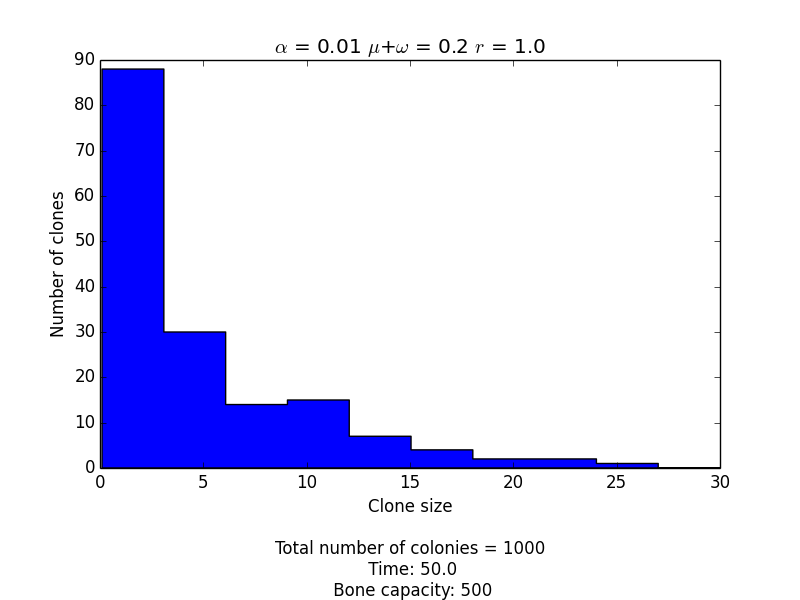 α = 0.01 μ+ω = 0.2 r = 1.0
90
80
70
60
50
40
30
20
10
0
Number of clones
0 5 10 15 20 25 30
Clone size
Total number of colonies = 1000
Time: 50.0
Bone capacity: 500